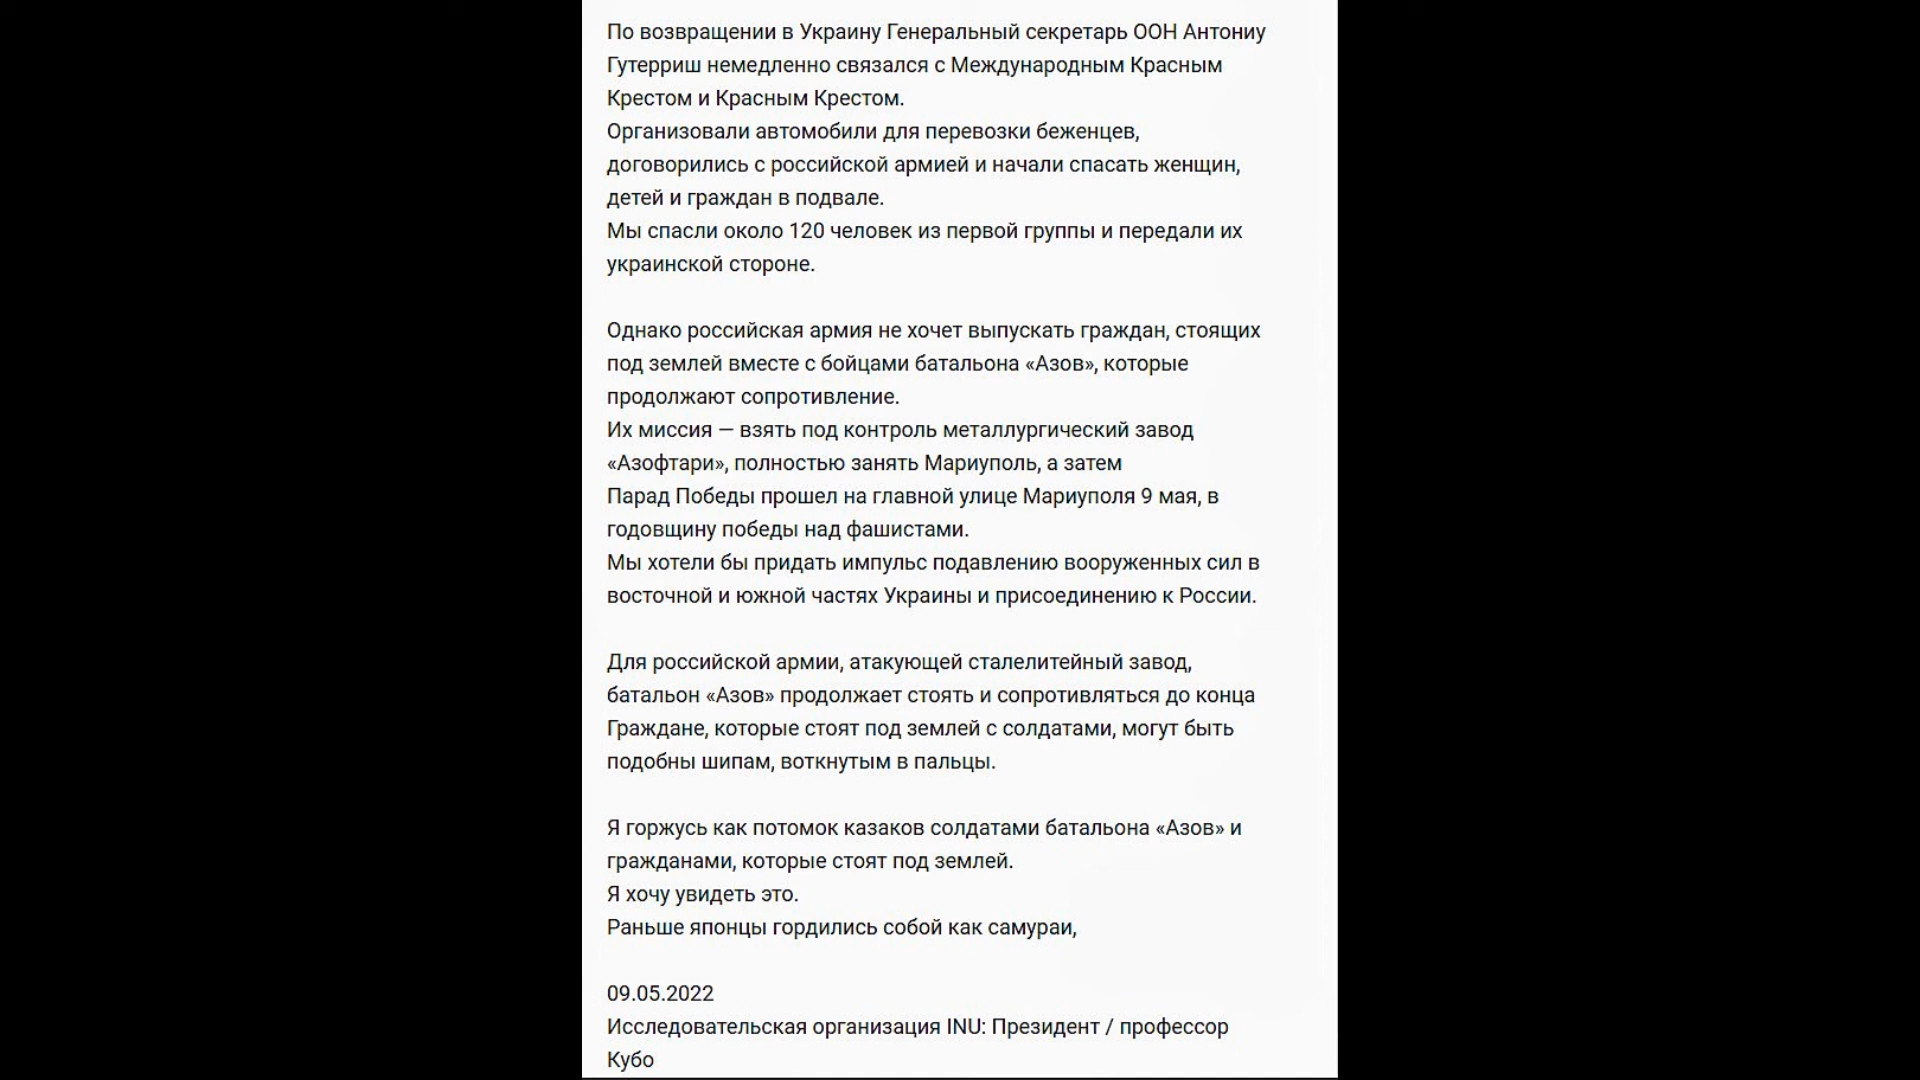 По возвращении в Украину Генеральный секретарь ООН Антониу
Гутерриш немедленно связался с Международным Красным
Крестом и Красным Крестом.
Организовали автомобили для перевозки беженцев,
договорились с российской армией и начали спасать женщин,
детей и граждан в подвале.
Мы спасли около 120 человек из первой группы и передали их
украинской стороне.
Однако российская армия не хочет выпускать граждан, стоящих
под землей вместе с бойцами батальона «Азов», которые
продолжают сопротивление.
Их миссия — взять под контроль металлургический завод
«Азофтари», полностью занять Мариуполь, а затем
Парад Победы прошел на главной улице Мариуполя 9 мая, в
годовщину победы над фашистами.
Мы хотели бы придать импульс подавлению вооруженных сил в
восточной и южной частях Украины и присоединению к России.
Для российской армии, атакующей сталелитейный завод,
батальон «Азов» продолжает стоять и сопротивляться до конца
Граждане, которые стоят под землей с солдатами, могут быть
подобны шипам, воткнутым в пальцы.
Я горжусь как потомок казаков солдатами батальона «Азов» и
гражданами, которые стоят под землей.
Я хочу увидеть это.
Раньше японцы гордились собой как самураи,
09.05.2022
Исследовательская организация INU: Президент / профессор
Кубо